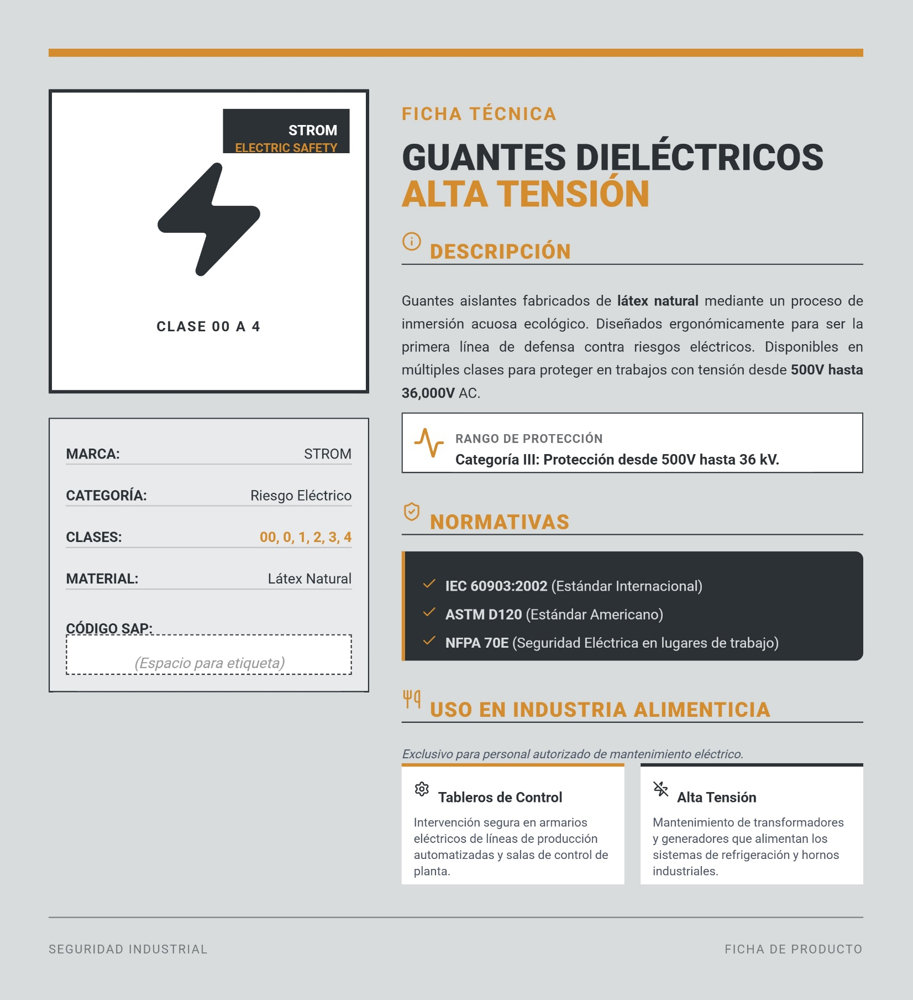 STROM
ELECTRIC SAFETY
CLASE 00 A 4
MARCA: STROM
CATEGORÍA: Riesgo Eléctrico
CLASES: 00, 0, 1, 2, 3, 4
MATERIAL: Látex Natural
CÓDIGO SAP:
(Espacio para etiqueta)
FICHA TÉCNICA
GUANTES DIELÉCTRICOS
ALTA TENSIÓN
DESCRIPCIÓN
Guantes aislantes fabricados de látex natural mediante un proceso de
inmersión acuosa ecológico. Diseñados ergonómicamente para ser la
primera línea de defensa contra riesgos eléctricos. Disponibles en
múltiples clases para proteger en trabajos con tensión desde 500V hasta
36,000V AC.
RANGO DE PROTECCIÓN
Categoría III: Protección desde 500V hasta 36 kV.
NORMATIVAS
IEC 60903:2002 (Estándar Internacional)
ASTM D120 (Estándar Americano)
NFPA 70E (Seguridad Eléctrica en lugares de trabajo)
USO EN INDUSTRIA ALIMENTICIA
Exclusivo para personal autorizado de mantenimiento eléctrico.
Tableros de Control
Intervención segura en armarios
eléctricos de líneas de producción
automatizadas y salas de control de
planta.
Alta Tensión
Mantenimiento de transformadores
y generadores que alimentan los
sistemas de refrigeración y hornos
industriales.
SEGURIDAD INDUSTRIAL
FICHA DE PRODUCTO